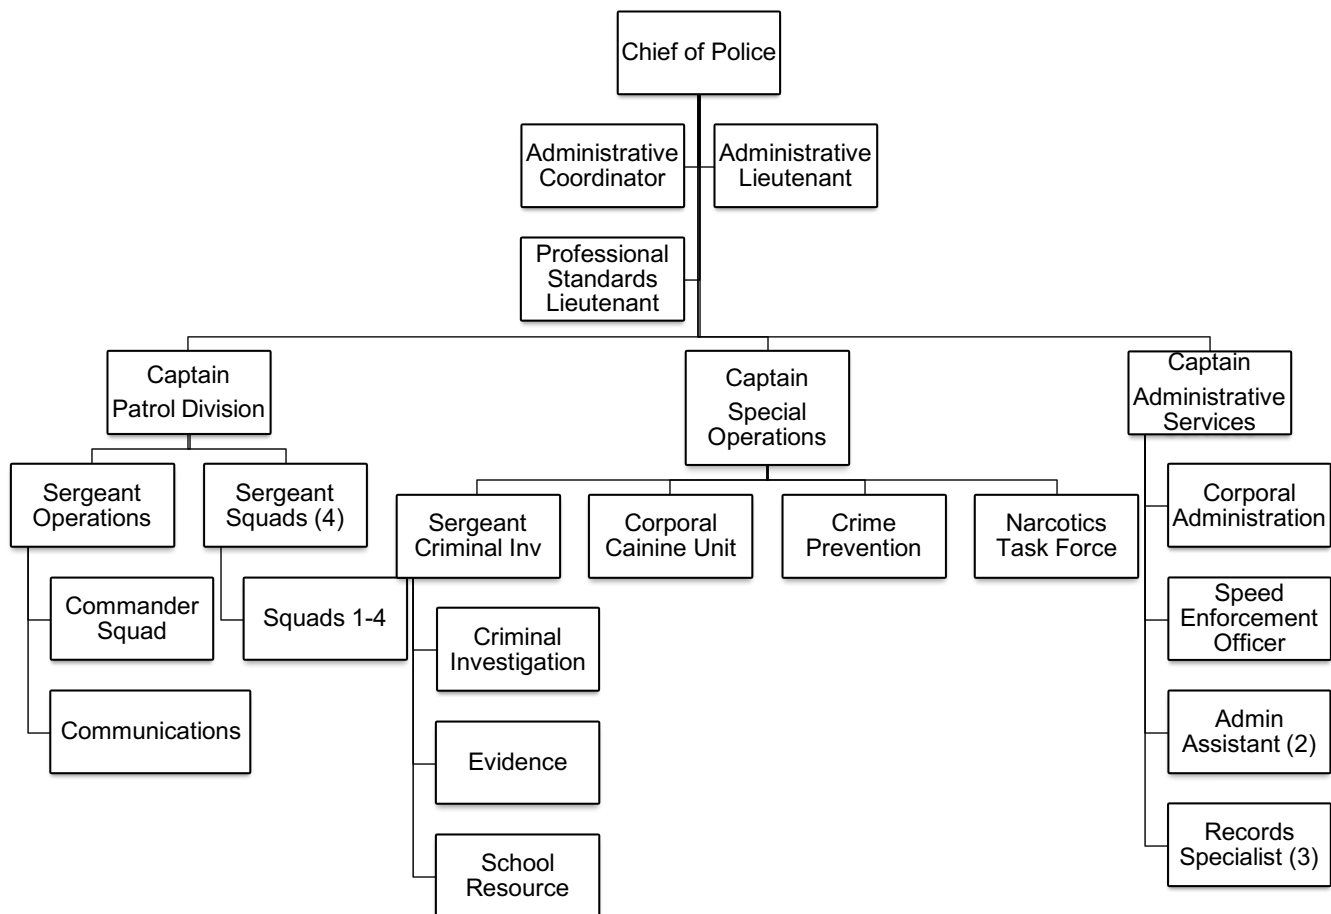 Chief of Police
Administrative
Coordinator
Administrative
Lieutenant
Professional
Standards
Lieutenant
Captain
Patrol Division
Captain
Special
Operations
Captain
Administrative
Services
Sergeant
Operations
Sergeant
Squads (4)
Commander
Squad
Squads 1-4
Communications
Sergeant
Criminal Inv
Corporal
Cainine Unit
Crime
Prevention
Narcotics
Task Force
Criminal
Investigation
Evidence
School
Resource
Corporal
Administration
Speed
Enforcement
Officer
Admin
Assistant (2)
Records
Specialist (3)